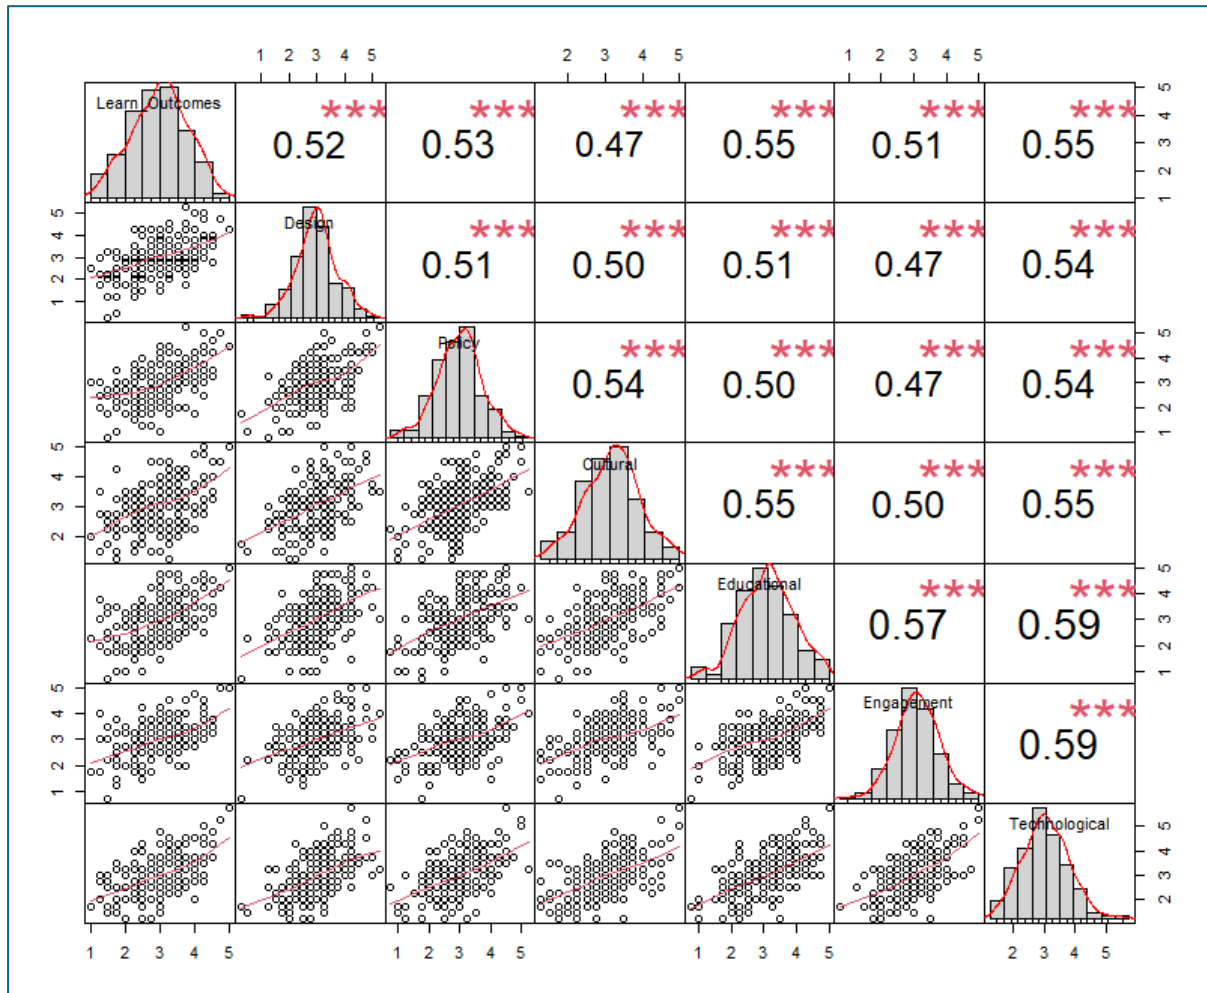 1 2 3 4 5 2 3 4 5 1 2 3 4 5
Learn_Outcomes *** 0.52 *** 0.53 *** 0.47 *** 0.55 *** 0.51 *** 0.55 5 4 3 2 1
5 4 3 2 1 Design *** 0.51 *** 0.50 *** 0.51 *** 0.47 *** 0.54
Policy *** 0.54 *** 0.50 *** 0.47 *** 0.54 5 4 3 2 1
5 4 3 2 Cultural *** 0.55 *** 0.50 *** 0.55
Educational *** 0.57 *** 0.59 5 4 3 2 1
5 4 3 2 1 Engagement *** 0.59
Technological 5 4 3 2
1 2 3 4 5 1 2 3 4 5 1 2 3 4 5 2 3 4 5